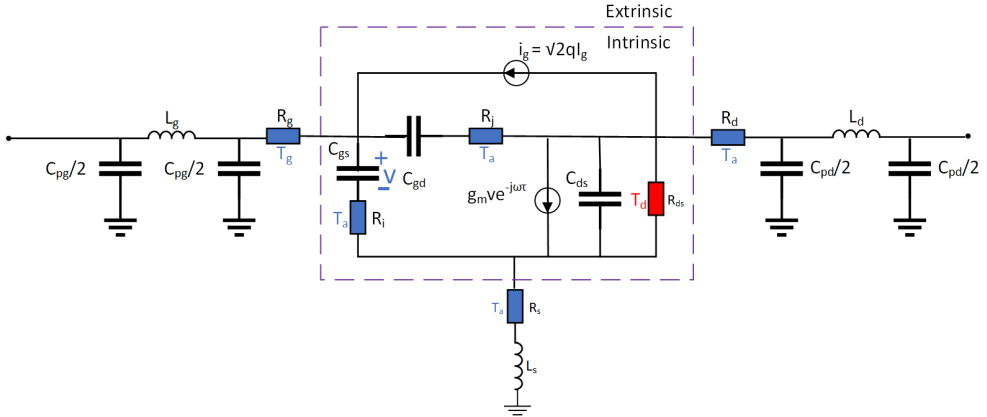 Extrinsic
Intrinsic
i_g = √2qI_g
L_g
R_g
R_j
R_d
L_d
T_g
T_a
T_a
C_pg/2
C_pg/2
C_gs
+
V
-
C_gd
g_mve^-jωτ
C_ds
T_d
R_ds
C_pd/2
C_pd/2
T_a
R_i
T_a
R_s
L_s